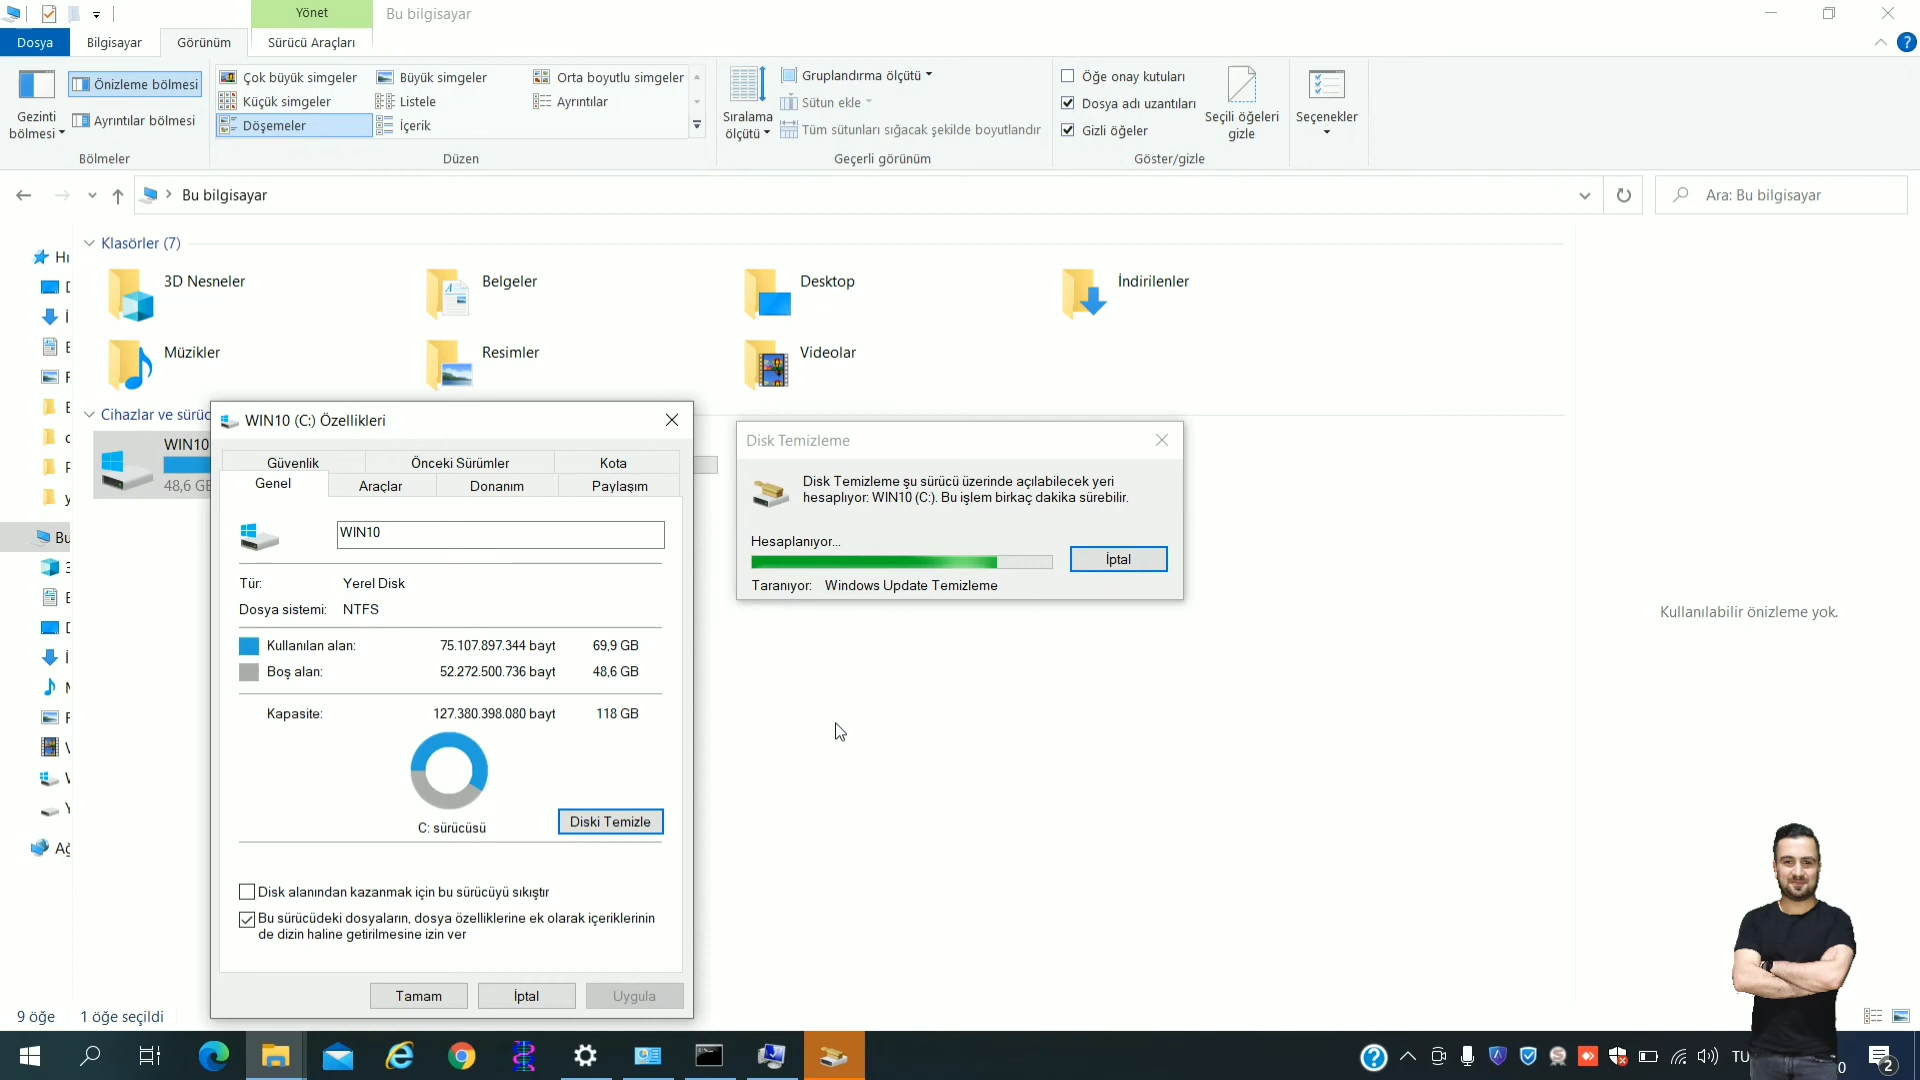 Yönet
Bu bilgisayar
Dosya
Bilgisayar
Görünüm
Sürücü Araçları
Gezinti
bölmesi
Önizleme bölmesi
Ayrıntılar bölmesi
Bölmeler
Çok büyük simgeler
Büyük simgeler
Orta boyutlu simgeler
Küçük simgeler
Listele
Ayrıntılar
Döşemeler
İçerik
Düzen
Sıralama
ölçütü
Gruplandırma ölçütü
Sütun ekle
Tüm sütunları sığacak şekilde boyutlandır
Geçerli görünüm
Öğe onay kutuları
Dosya adı uzantıları
Gizli öğeler
Seçili öğeleri
gizle
Göster/gizle
Seçenekler
Bu bilgisayar
Ara: Bu bilgisayar
Klasörler (7)
3D Nesneler
Belgeler
Desktop
İndirilenler
Müzikler
Resimler
Videolar
Cihazlar ve sürüc
WIN10
48,6 GB
Bu
Ağ
WIN10 (C:) Özellikleri
Güvenlik
Önceki Sürümler
Kota
Genel
Araçlar
Donanım
Paylaşım
WIN10
Tür: Yerel Disk
Dosya sistemi: NTFS
Kullanılan alan: 75.107.897.344 bayt 69,9 GB
Boş alan: 52.272.500.736 bayt 48,6 GB
Kapasite: 127.380.398.080 bayt 118 GB
C: sürücüsü
Diski Temizle
Disk alanından kazanmak için bu sürücüyü sıkıştır
Bu sürücüdeki dosyaların, dosya özelliklerine ek olarak içeriklerinin
de dizin haline getirilmesine izin ver
Tamam
İptal
Uygula
Disk Temizleme
Disk Temizleme şu sürücü üzerinde açılabilecek yeri
hesaplıyor: WIN10 (C:). Bu işlem birkaç dakika sürebilir.
Hesaplanıyor...
İptal
Taranıyor: Windows Update Temizleme
Kullanılabilir önizleme yok.
9 öğe
1 öğe seçildi
TU
0
2